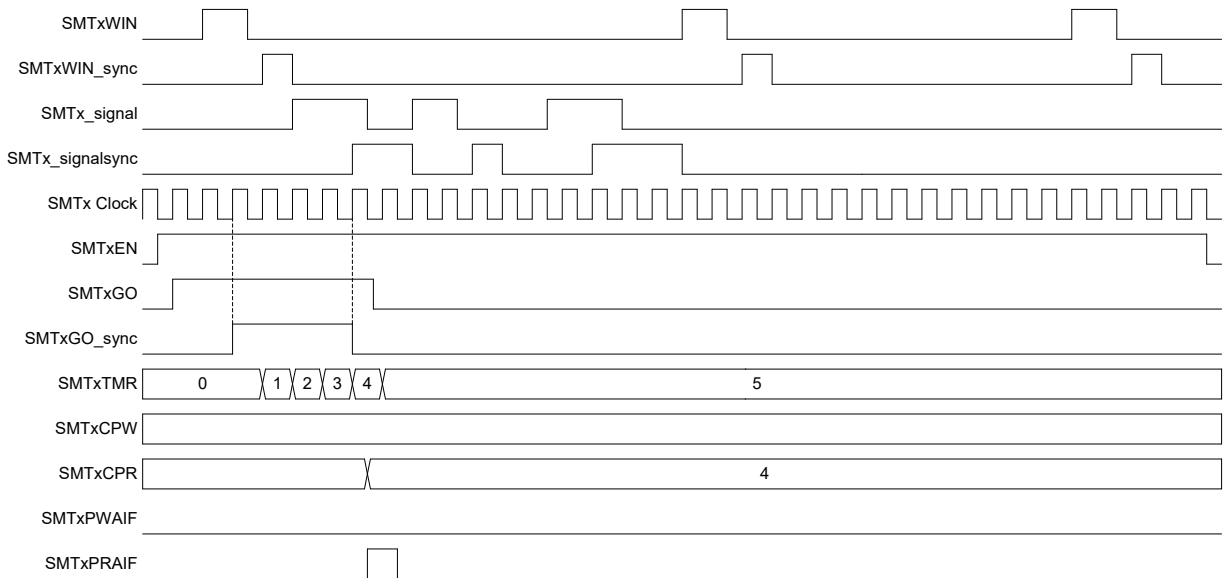 SMTxWIN
SMTxWIN_sync
SMTx_signal
SMTx_signalsync
SMTx Clock
SMTxEN
SMTxGO
SMTxGO_sync
SMTxTMR 0 1 2 3 4 5
SMTxCPW
SMTxCPR 4
SMTxPWAIF
SMTxPRAIF